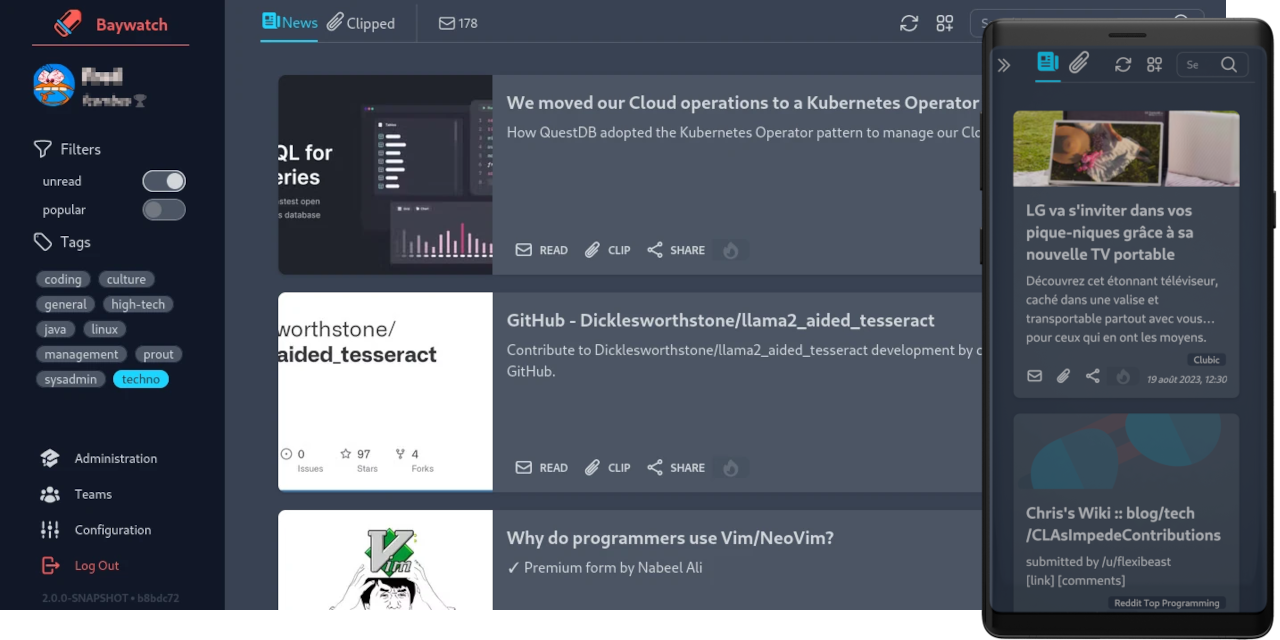 Baywatch
Filters
unread
popular
Tags
coding
culture
general
high-tech
java
linux
management
prout
sysadmin
techno
Administration
Teams
Configuration
Log Out
2.0.0-SNAPSHOT • b8bdc72
News
Clipped
178
S
QL for
eries
astest open
s database
We moved our Cloud operations to a Kubernetes Operator
How QuestDB adopted the Kubernetes Operator pattern to manage our Clo
READ
CLIP
SHARE
worthstone/
aided_tesseract
0
Issues
97
Stars
4
Forks
GitHub - Dicklesworthstone/llama2_aided_tesseract
Contribute to Dicklesworthstone/llama2_aided_tesseract development by c
GitHub.
READ
CLIP
SHARE
Vim
Why do programmers use Vim/NeoVim?
✓ Premium form by Nabeel Ali
Se
LG va s'inviter dans vos
pique-niques grâce à sa
nouvelle TV portable
Découvrez cet étonnant téléviseur,
caché dans une valise et
transportable partout avec vous…
pour ceux qui en ont les moyens.
Clubic
19 août 2023, 12:30
Chris's Wiki :: blog/tech
/CLAsImpedeContributions
submitted by /u/flexibeast
[link] [comments]
Reddit Top Programming